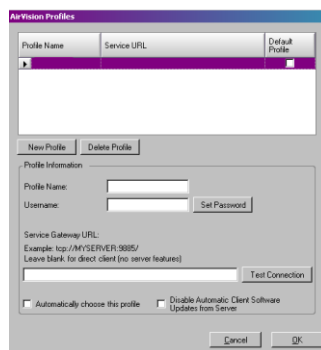 AirVision Profiles
Profile Name Service URL Default Profile
New Profile Delete Profile
Profile Information
Profile Name:
Username: Set Password
Service Gateway URL:
Example: tcp://MYSERVER:9885/
Leave blank for direct client (no server features)
Test Connection
Automatically choose this profile Disable Automatic Client Software
Updates from Server
Cancel OK